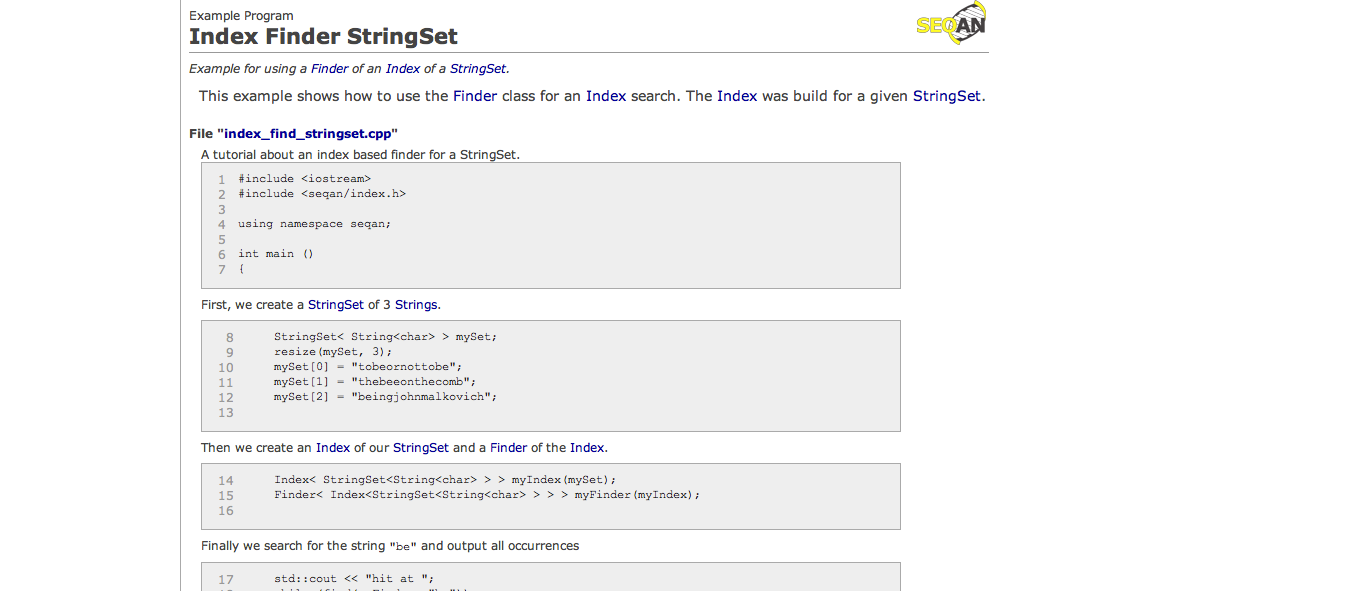 Example Program
Index Finder StringSet
SEQAN
Example for using a Finder of an Index of a StringSet.
This example shows how to use the Finder class for an Index search. The Index was build for a given StringSet.
File "index_find_stringset.cpp"
A tutorial about an index based finder for a StringSet.
1 #include <iostream>
2 #include <seqan/index.h>
3
4 using namespace seqan;
5
6 int main ()
7 {
First, we create a StringSet of 3 Strings.
8 StringSet< String<char> > mySet;
9 resize(mySet, 3);
10 mySet[0] = "tobeornottobe";
11 mySet[1] = "thebeeonthecomb";
12 mySet[2] = "beingjohnmalkovich";
13
Then we create an Index of our StringSet and a Finder of the Index.
14 Index< StringSet<String<char> > > myIndex(mySet);
15 Finder< Index<StringSet<String<char> > > > myFinder(myIndex);
16
Finally we search for the string "be" and output all occurrences
17 std::cout << "hit at ";